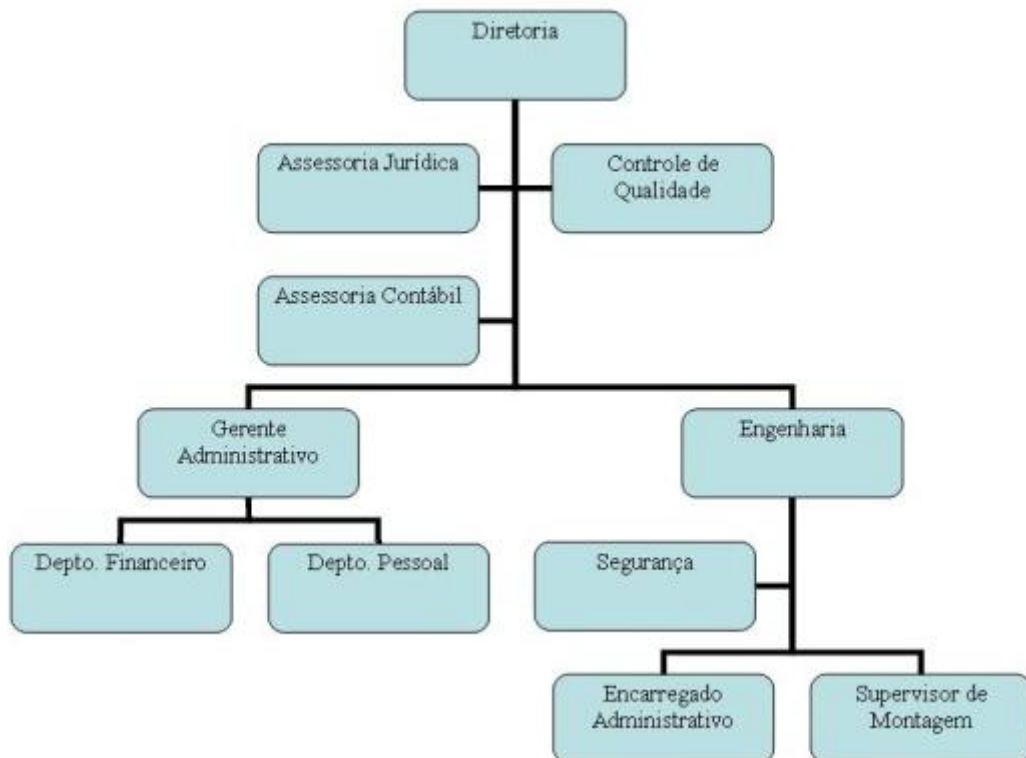 Diretoria
Assessoria Jurídica
Controle de
Qualidade
Assessoria Contábil
Gerente
Administrativo
Engenharia
Depto. Financeiro
Depto. Pessoal
Segurança
Encarregado
Administrativo
Supervisor de
Montagem